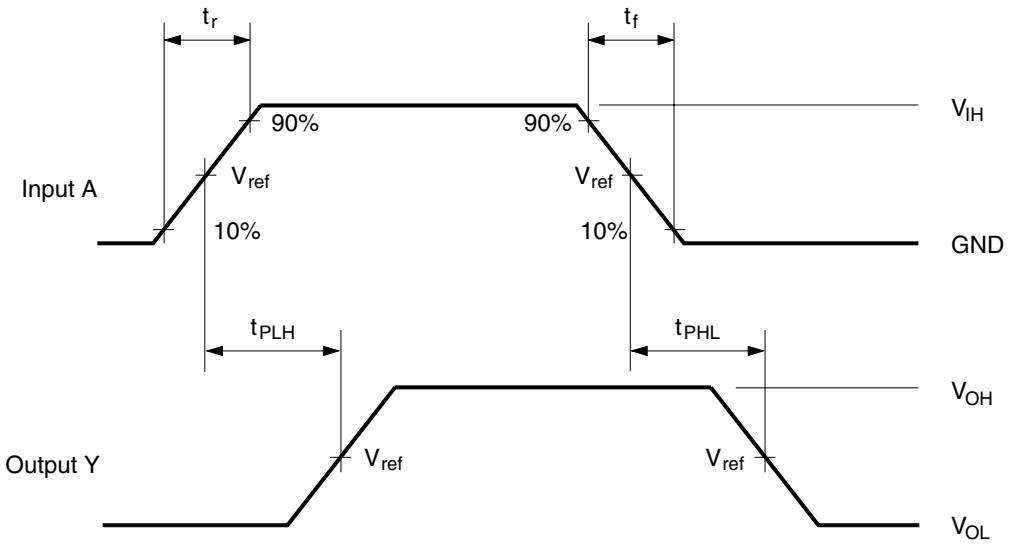 tr tf
90% 90% VIH
Input A Vref Vref
10% 10% GND
tPLH tPHL
VOH
Output Y Vref Vref
VOL